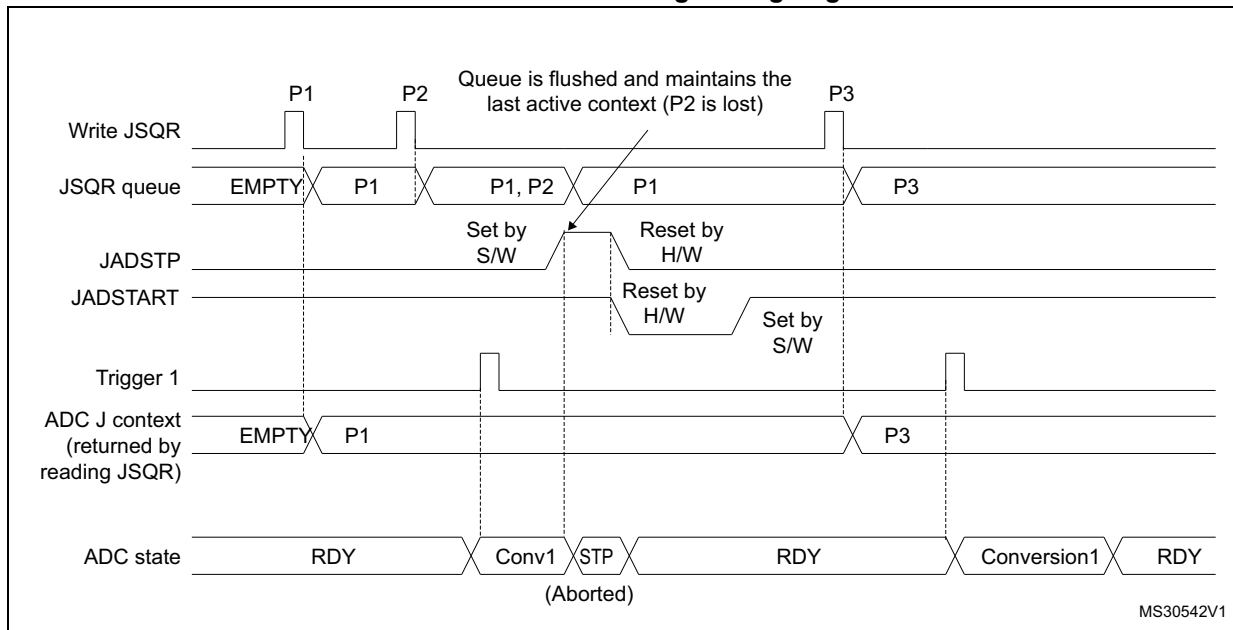 Queue is flushed and maintains the
last active context (P2 is lost)
P1
P2
P3
Write JSQR
JSQR queue
EMPTY
P1
P1, P2
P1
P3
Set by
S/W
Reset by
H/W
JADSTP
JADSTART
Reset by
H/W
Set by
S/W
Trigger 1
ADC J context
(returned by
reading JSQR)
EMPTY
P1
P3
ADC state
RDY
Conv1
STP
RDY
Conversion1
RDY
(Aborted)
MS30542V1